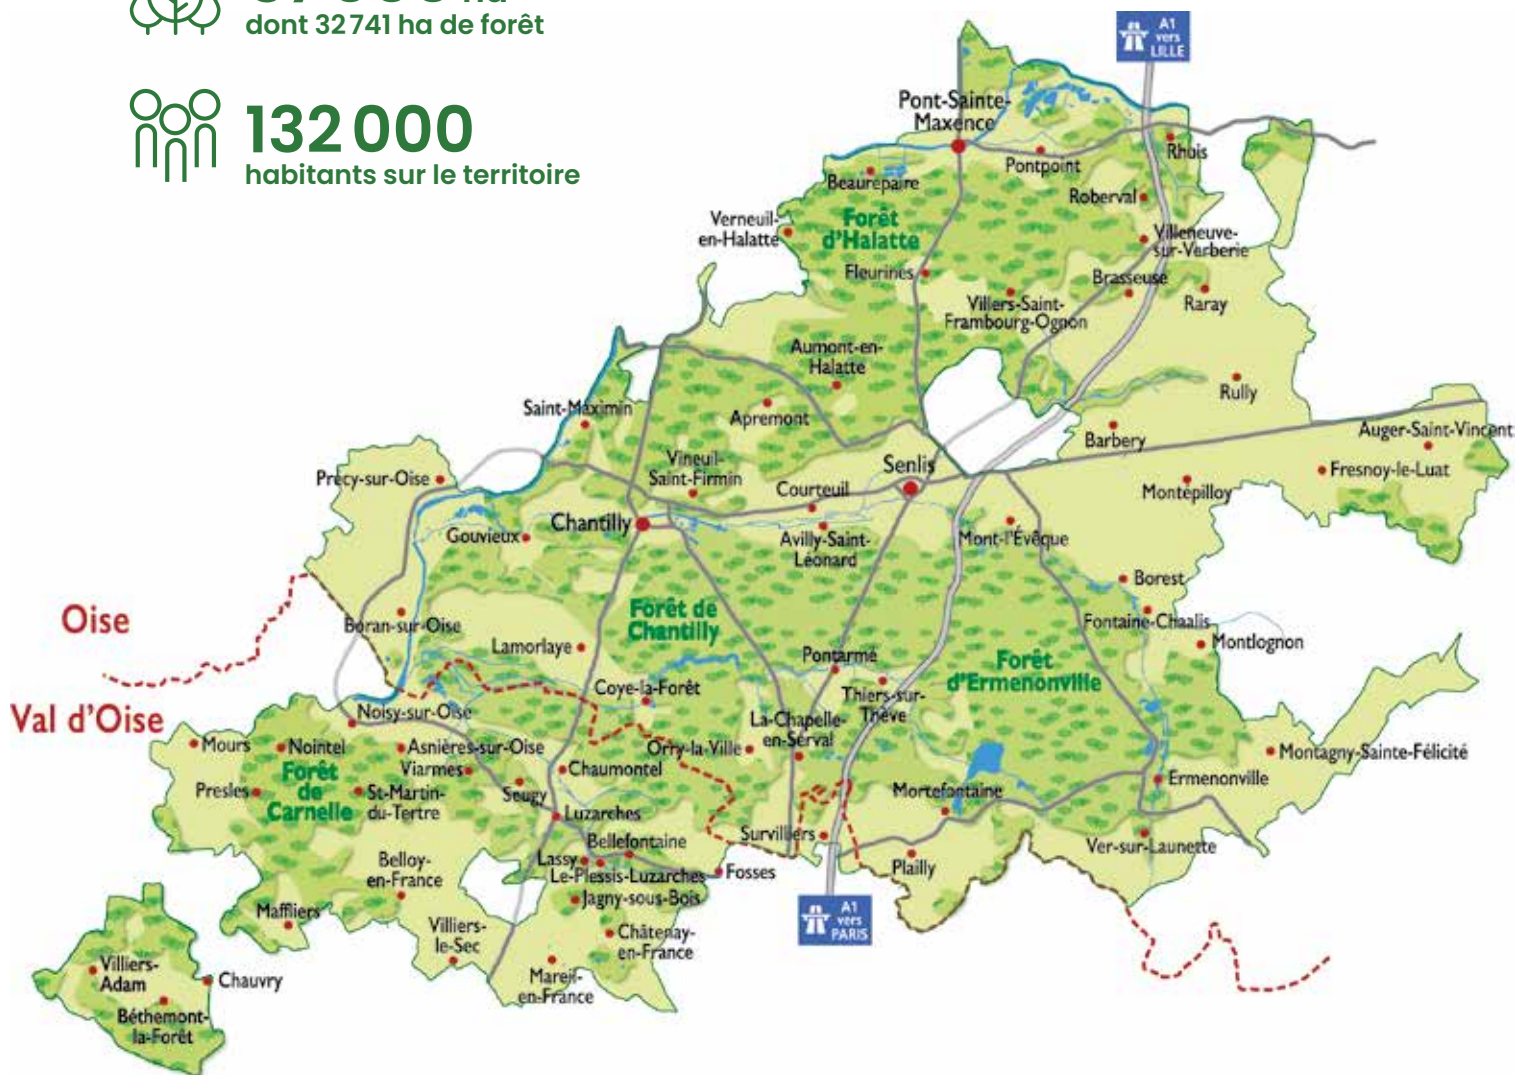 dont 32 741 ha de forêt
132 000
habitants sur le territoire
A1
vers
LILLE
Pont-Sainte-
Maxence
Rhuis
Pontpoint
Beaurepaire
Roberval
Verneuil-
en-Halatte
Forêt
d'Halatte
Villeneuve-
sur-Verberie
Fleurines
Brasseuse
Raray
Villers-Saint-
Frambourg-Ognon
Aumont-en-
Halatte
Rully
Saint-Maximin
Apremont
Barbery
Auger-Saint-Vincent
Vineuil-
Saint-Firmin
Senlis
Fresnoy-le-Luat
Précy-sur-Oise
Courteuil
Montépilloy
Chantilly
Gouvieux
Avilly-Saint-
Léonard
Mont-l'Évêque
Borest
Oise
Boran-sur-Oise
Forêt de
Chantilly
Fontaine-Chaalis
Montlognon
Lamorlaye
Pontarmé
Forêt
d'Ermenonville
Coye-la-Forêt
Thiers-sur-
Thève
Val d'Oise
Noisy-sur-Oise
La-Chapelle-
en-Serval
Mours
Nointel
Asnières-sur-Oise
Orry-la-Ville
Montagny-Sainte-Félicité
Viarmes
Chaumontel
Forêt
de
Carnelle
Ermenonville
Presles
St-Martin-
du-Tertre
Seugy
Mortefontaine
Luzarches
Survilliers
Bellefontaine
Ver-sur-Launette
Belloy-
en-France
Lassy
Le-Plessis-Luzarches
Fosses
Plailly
Jagny-sous-Bois
Maffliers
A1
vers
PARIS
Villiers-
le-Sec
Châtenay-
en-France
Villiers-
Adam
Chauvry
Mareil-
en-France
Béthemont-
la-Forêt